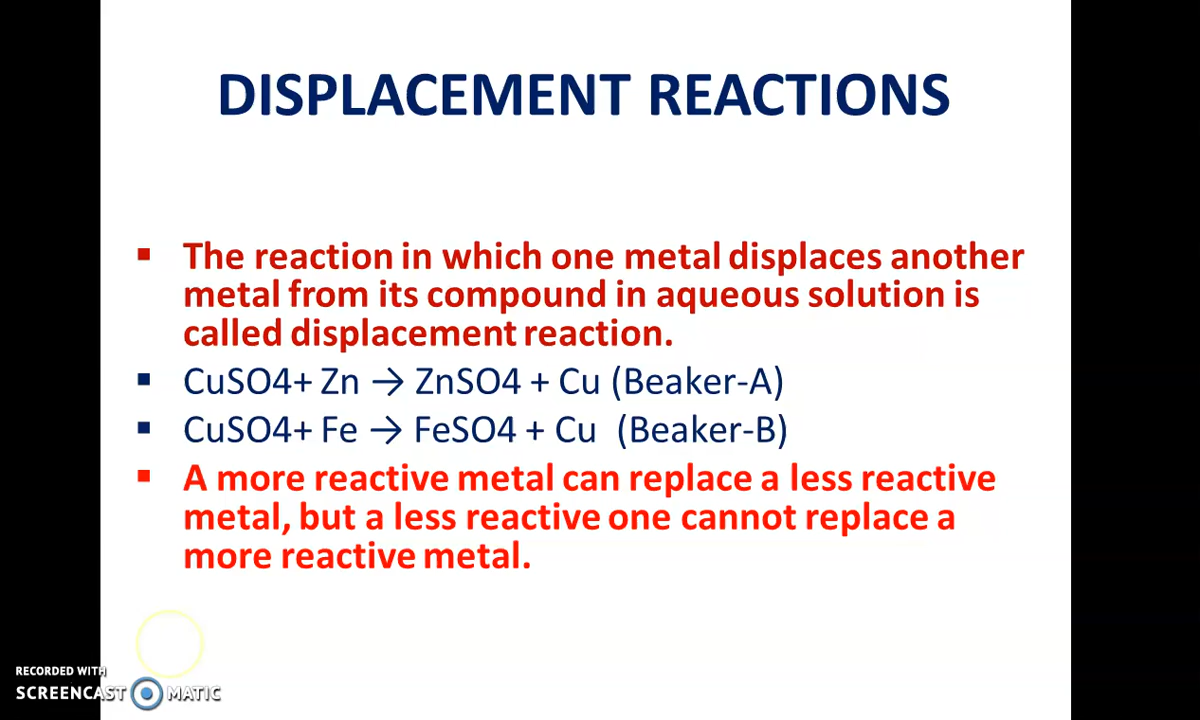 DISPLACEMENT REACTIONS
▪ The reaction in which one metal displaces another
metal from its compound in aqueous solution is
called displacement reaction.
▪ CuSO4+ Zn → ZnSO4 + Cu (Beaker-A)
▪ CuSO4+ Fe → FeSO4 + Cu (Beaker-B)
▪ A more reactive metal can replace a less reactive
metal, but a less reactive one cannot replace a
more reactive metal.
RECORDED WITH
SCREENCAST MATIC